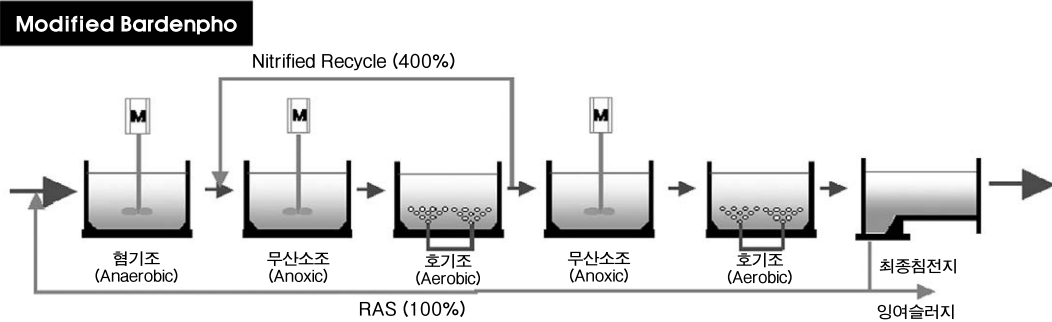 Modified Bardenpho
Nitrified Recycle (400%)
M
M
M
혐기조
(Anaerobic)
무산소조
(Anoxic)
호기조
(Aerobic)
무산소조
(Anoxic)
호기조
(Aerobic)
최종침전지
RAS (100%)
잉여슬러지